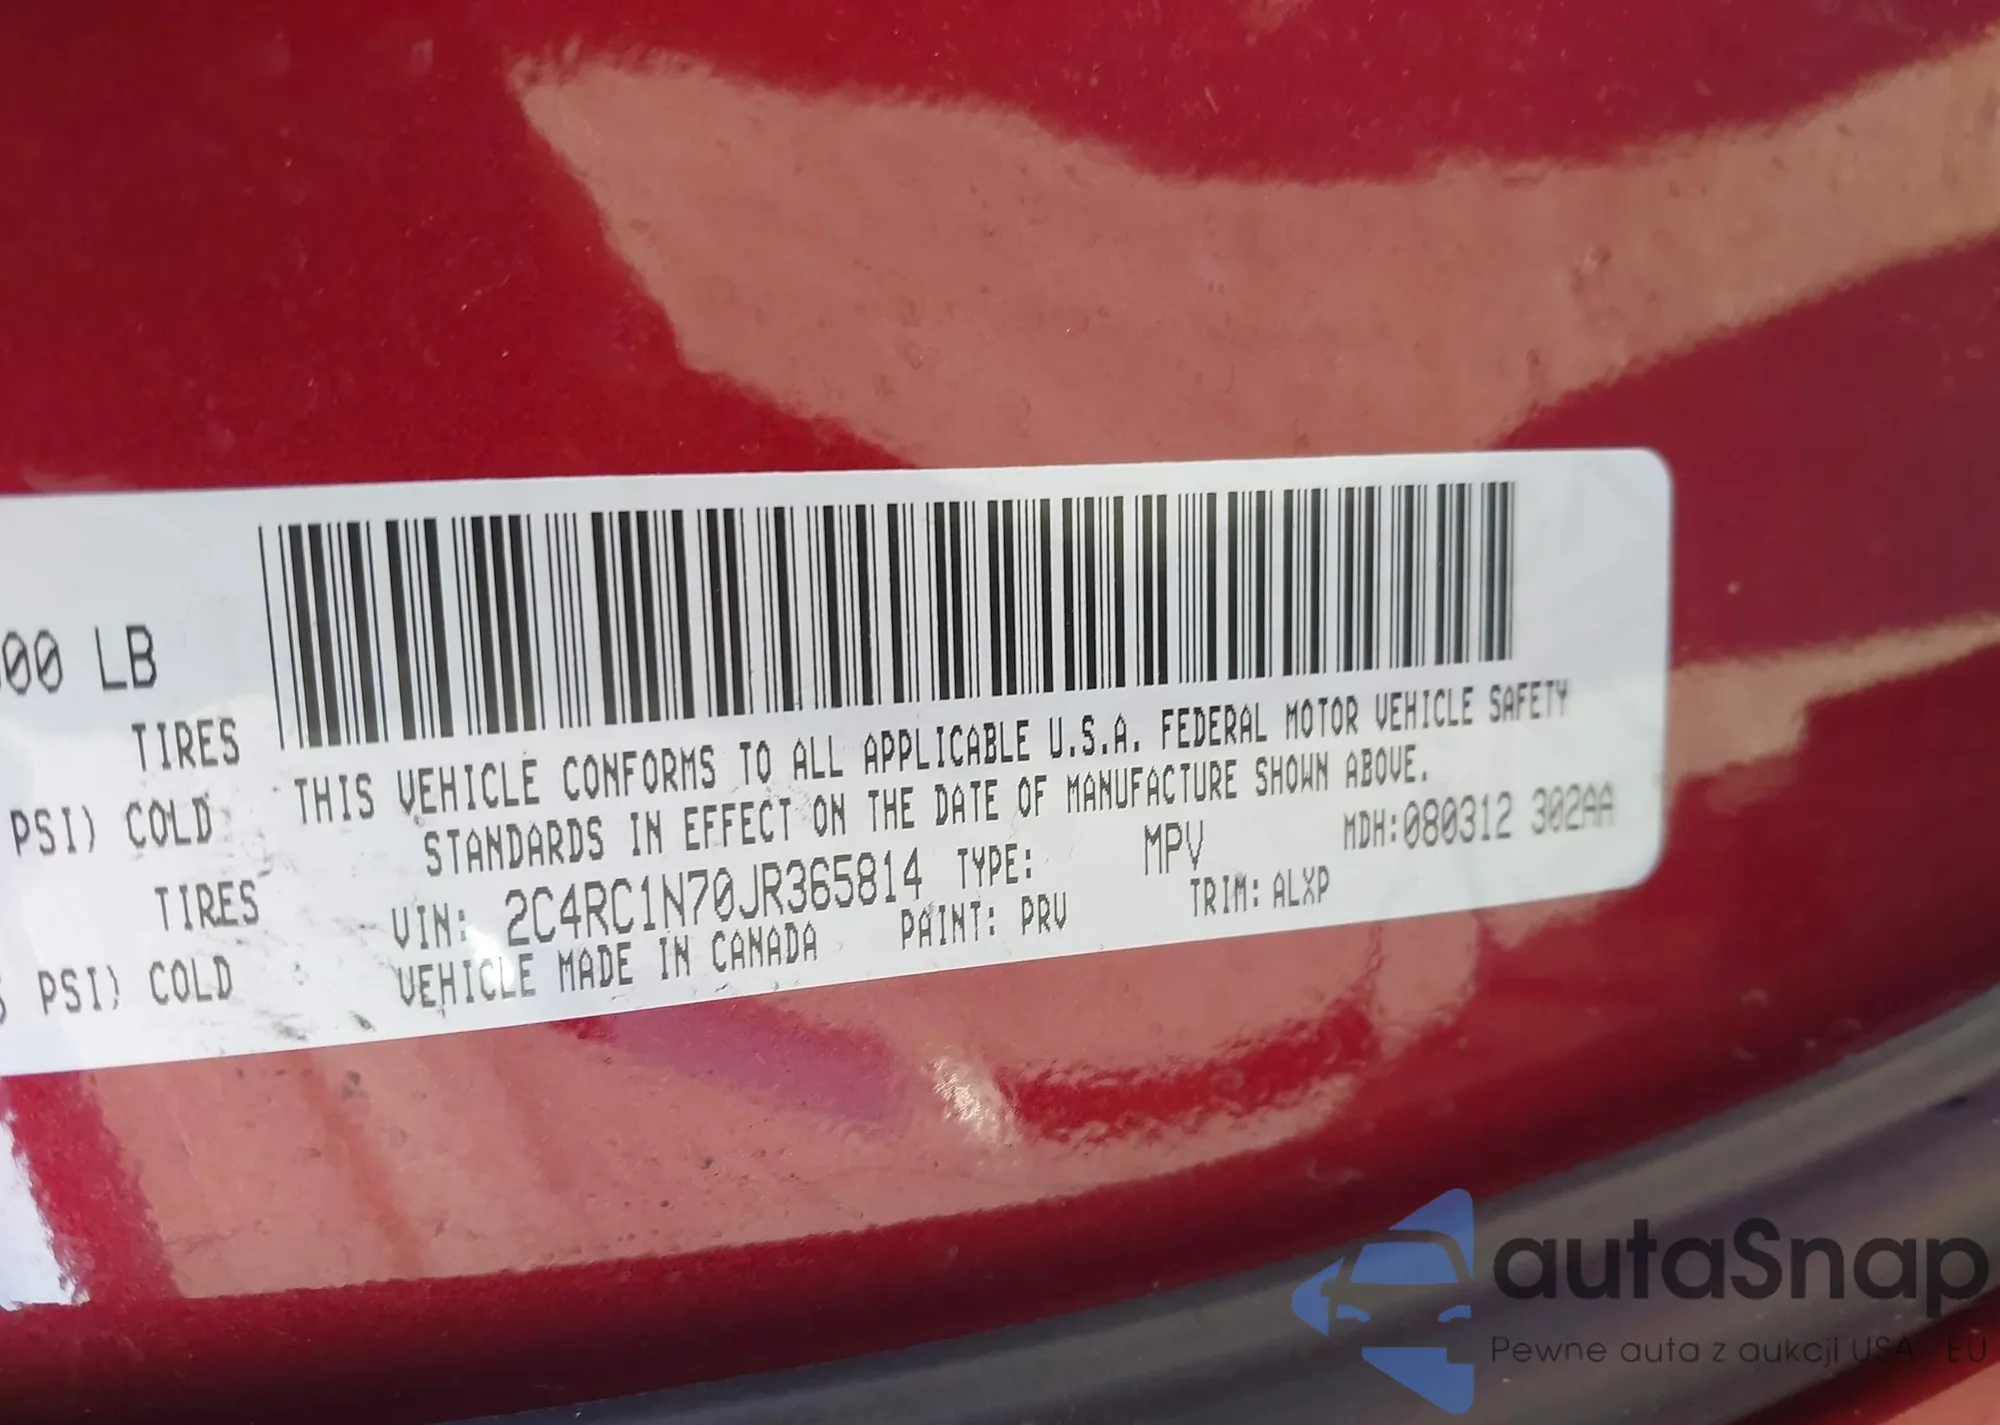 00 LB
TIRES
PSI) COLD
TIRES
PSI) COLD
THIS VEHICLE CONFORMS TO ALL APPLICABLE U.S.A. FEDERAL MOTOR VEHICLE SAFETY
STANDARDS IN EFFECT ON THE DATE OF MANUFACTURE SHOWN ABOVE.
VIN: 2C4RC1N70JR365814 TYPE: MPV MDH:080312 302AA
VEHICLE MADE IN CANADA PAINT: PRV TRIM: ALXP
autaSnap
Pewne auta z aukcji USA EU